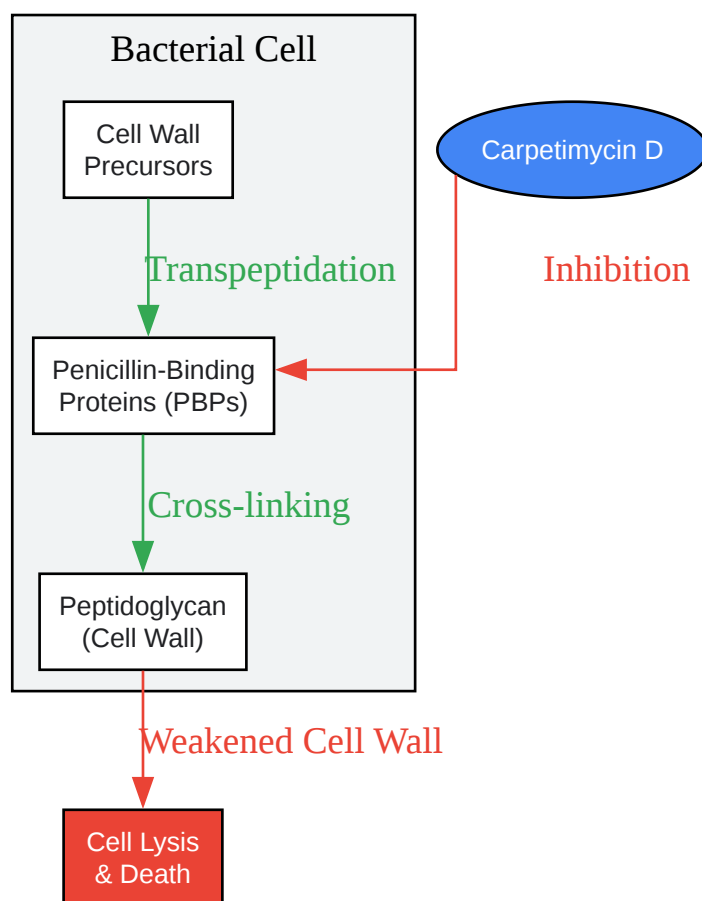 Bacterial Cell
Cell Wall
Precursors
Carpetimycin D
Transpeptidation
Inhibition
Penicillin-Binding
Proteins (PBPs)
Cross-linking
Peptidoglycan
(Cell Wall)
Weakened Cell Wall
Cell Lysis
& Death